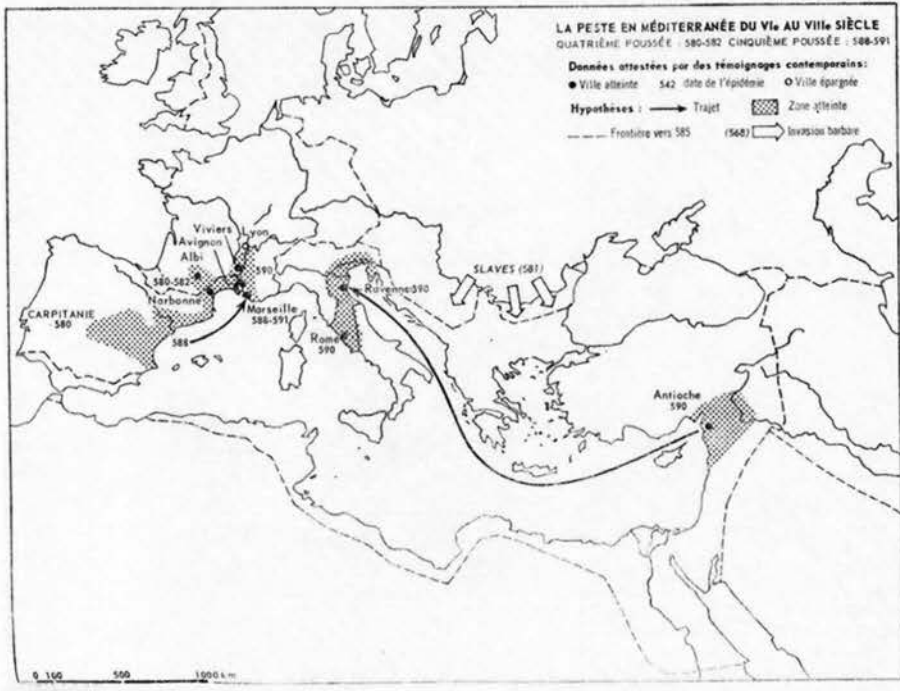 LA PESTE EN MÉDITERRANÉE DU VIe AU VIIIe SIÈCLE
QUATRIÈME POUSSÉE : 580-582 CINQUIÈME POUSSÉE : 588-591
Données attestées par des témoignages contemporains :
Ville atteinte 542 date de l'épidémie Ville épargnée
Hypothèses : Trajet Zone atteinte
Frontière vers 585 (568) Invasion barbare
Viviers
Lyon
Avignon
Albi
590
580-582
Narbonne
Marseille
588-591
CARPITANIE
580
588
Ravenne 590
Rome
590
SLAVES (581)
Antioche
590
0 100 500 1000 km